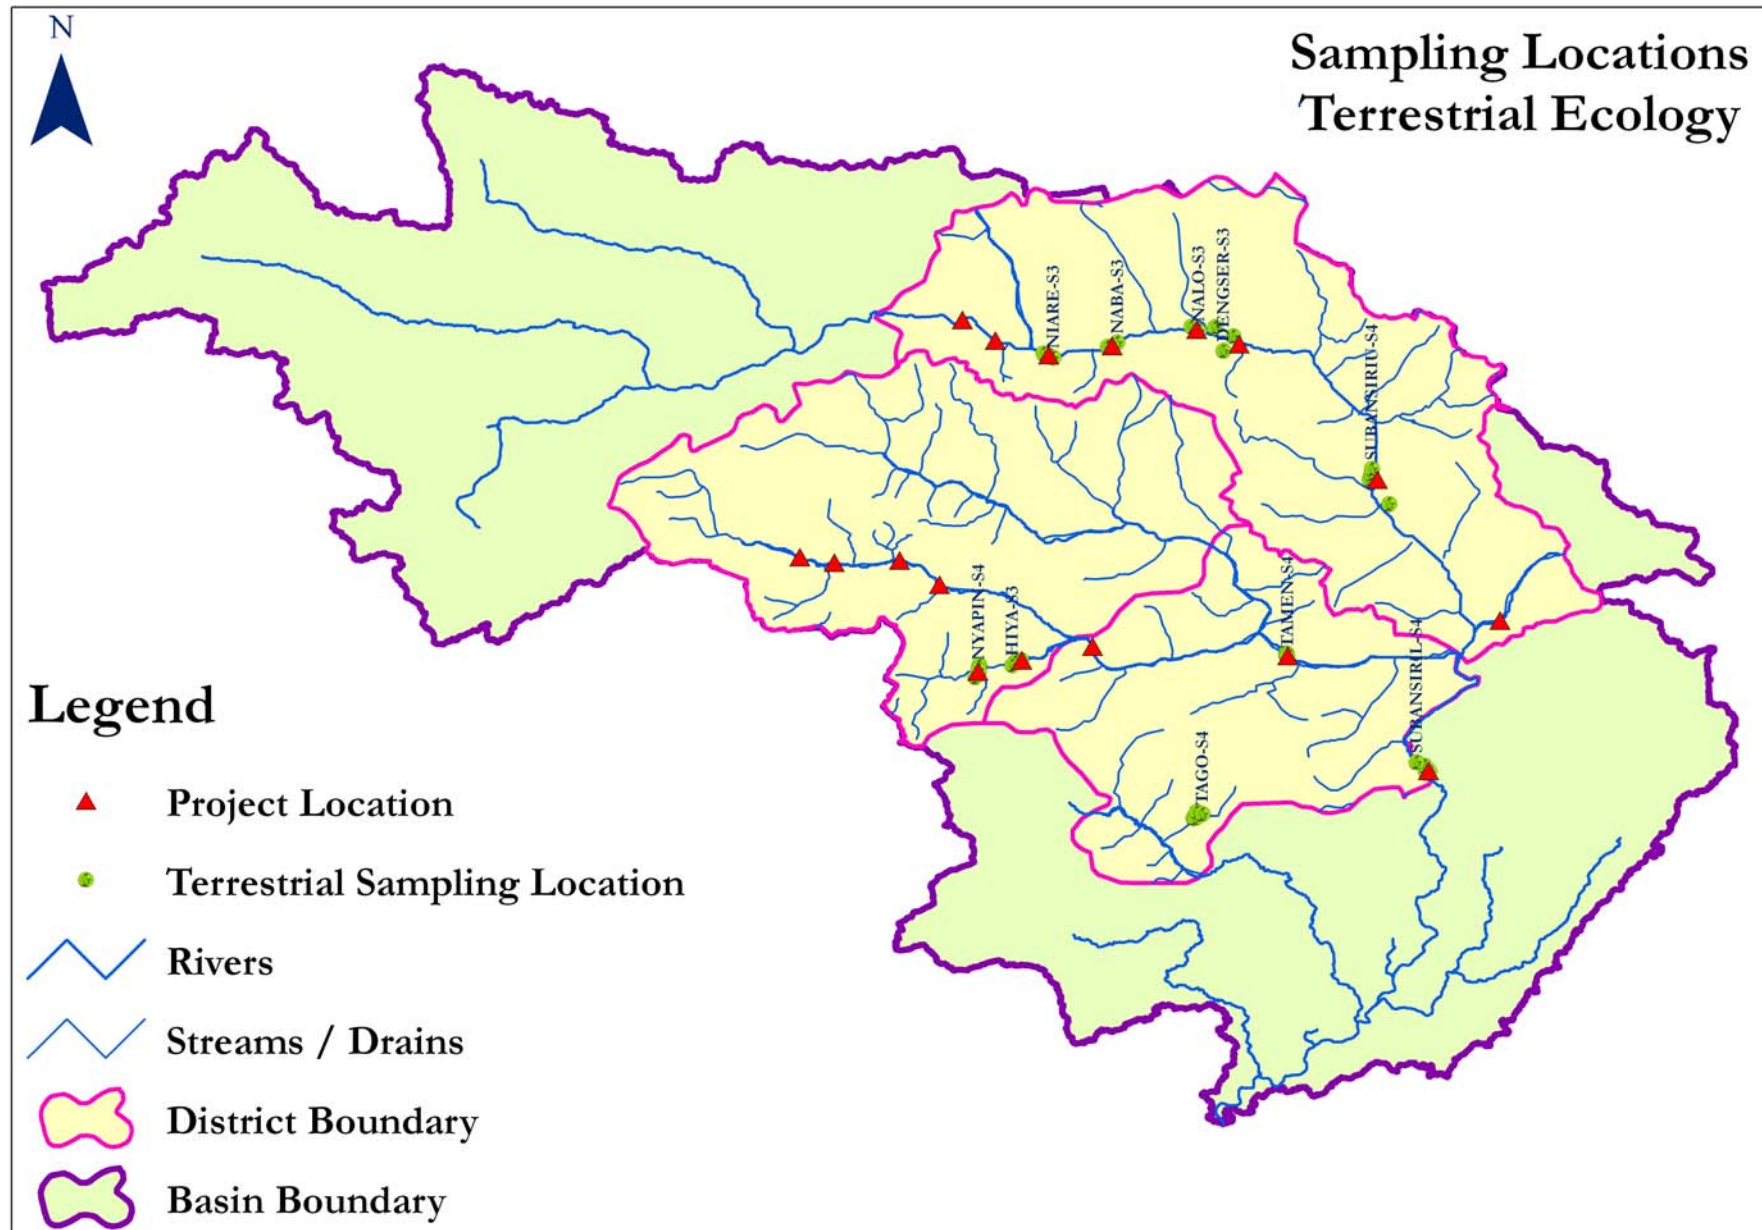 N
Sampling Locations
Terrestrial Ecology
NIARE-S3
NABA-S3
NALO-S3
DENGSER-S3
SUBANSIRIU-S4
NYAPIN-S4
HIYA-S3
TAMEN-S4
SUBANSIRIL-S4
TAGO-S4
Legend
Project Location
Terrestrial Sampling Location
Rivers
Streams / Drains
District Boundary
Basin Boundary